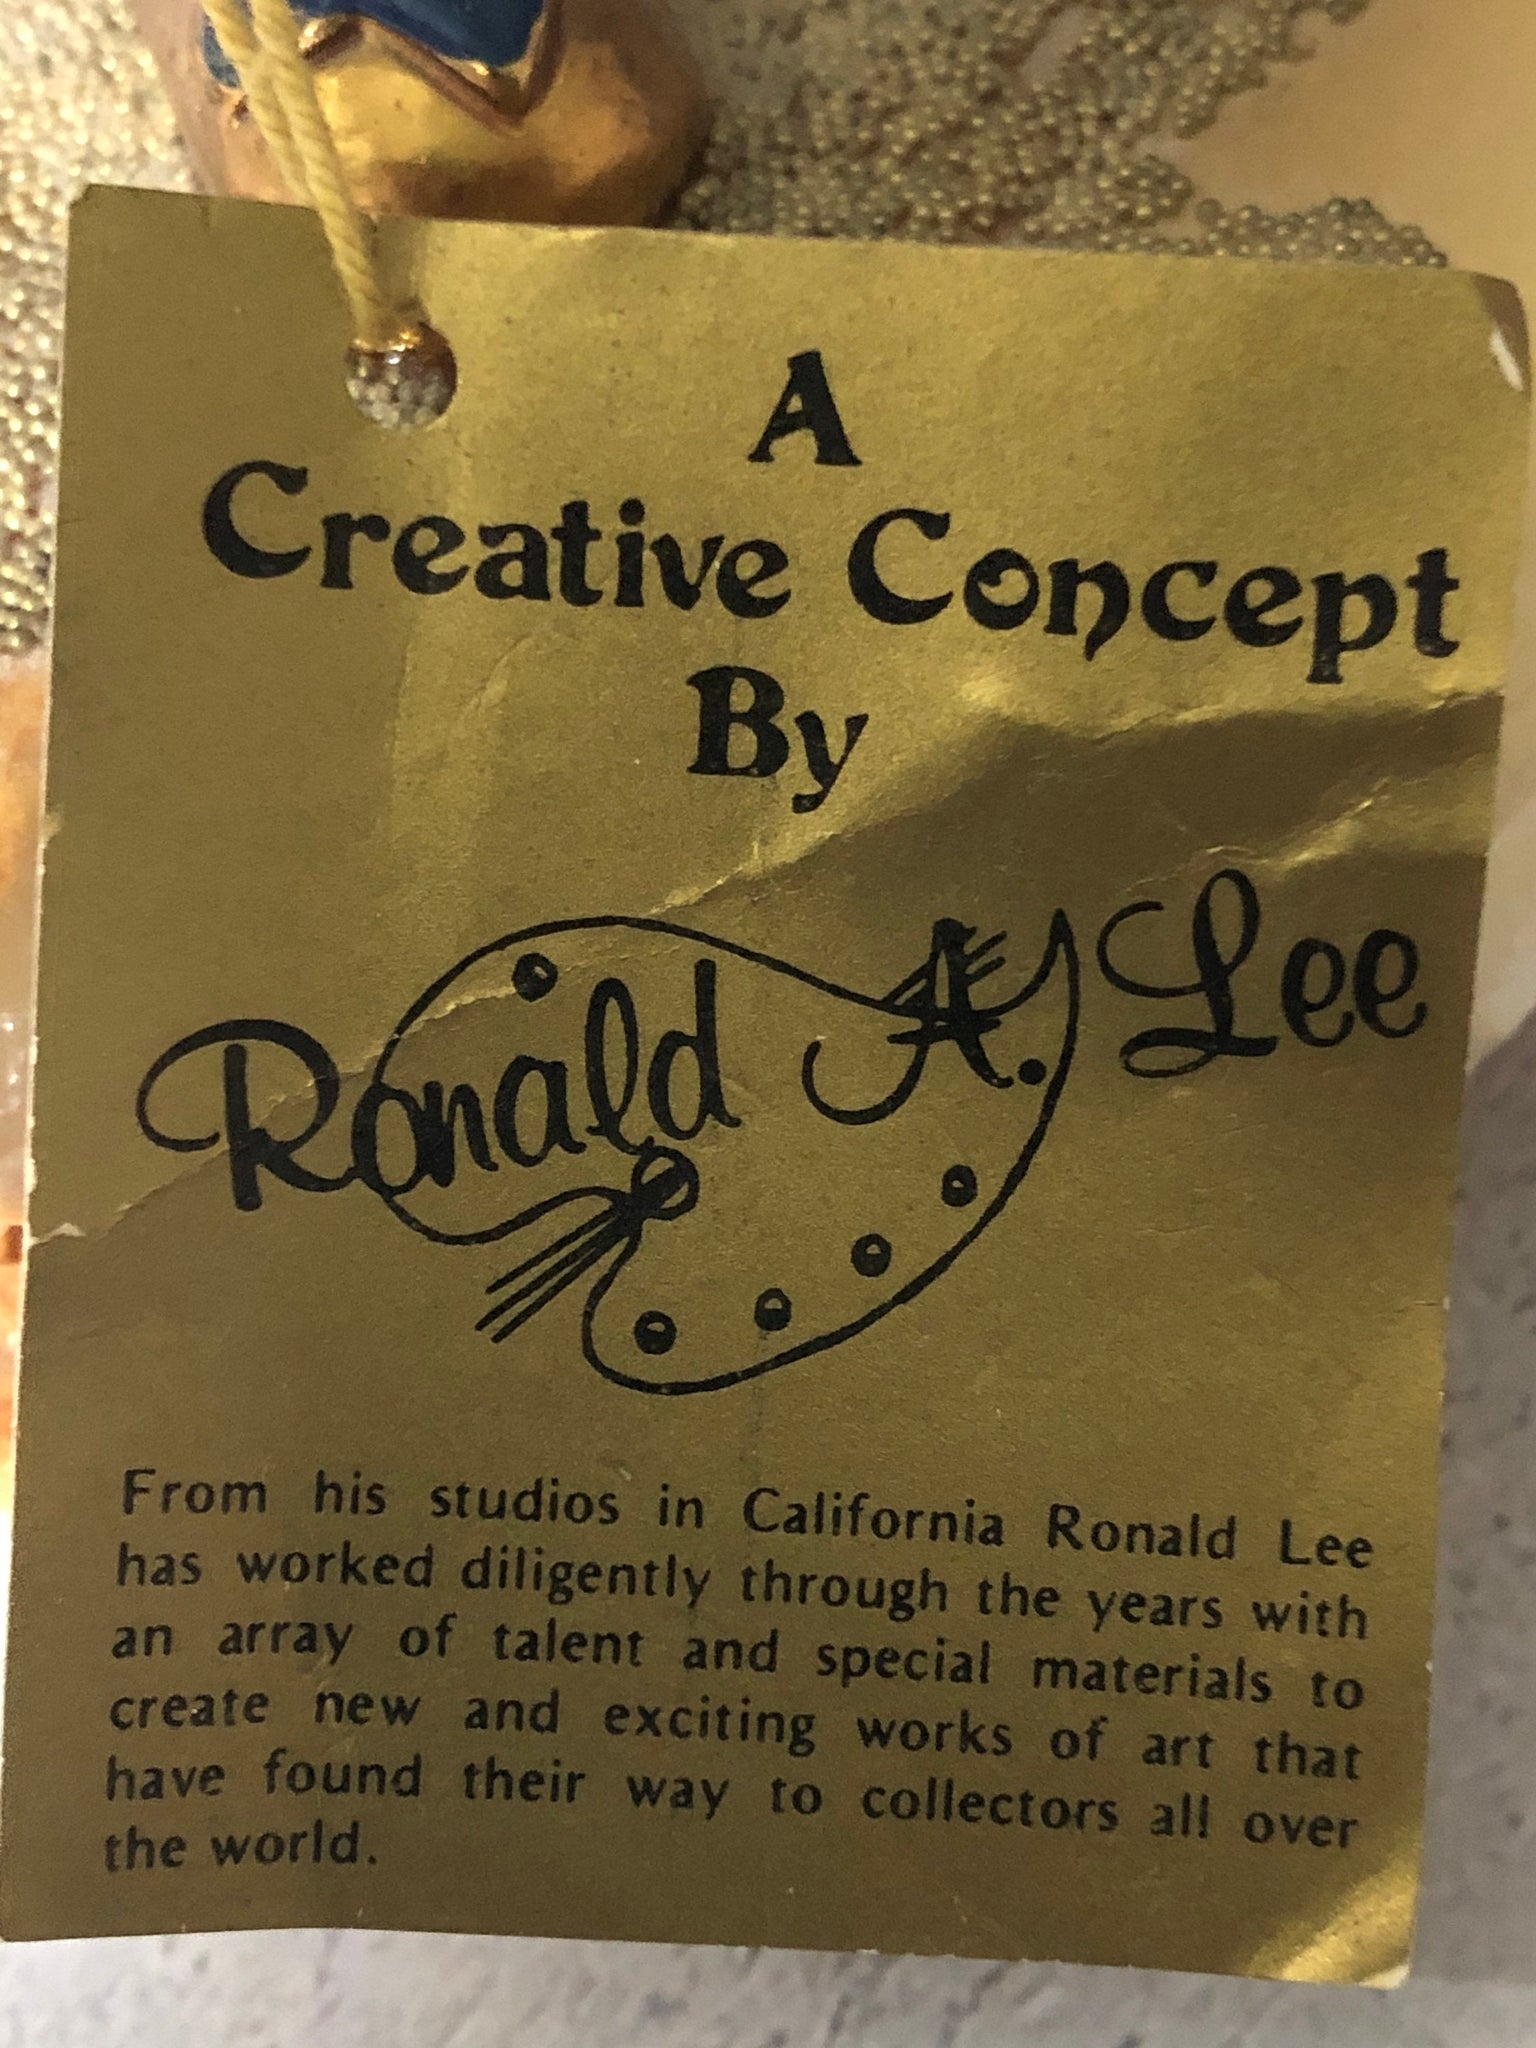 A
Creative Concept
By
Ronald A. Lee
From his studios in California Ronald Lee
has worked diligently through the years with
an array of talent and special materials to
create new and exciting works of art that
have found their way to collectors all over
the world.